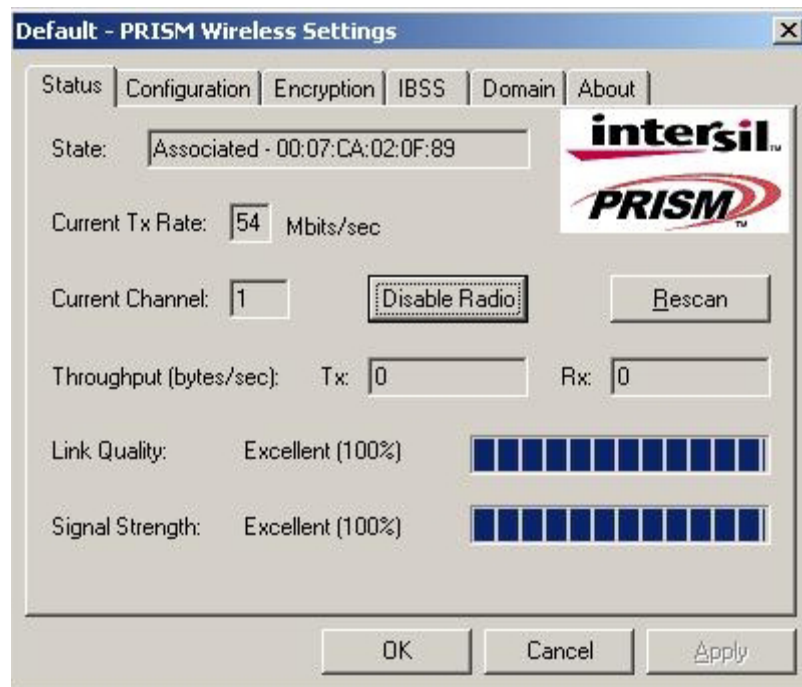 Default - PRISM Wireless Settings
Status Configuration Encryption IBSS Domain About
State: Associated - 00:07:CA:02:0F:89
intersil™
PRISM™
Current Tx Rate: 54 Mbits/sec
Current Channel: 1 Disable Radio Rescan
Throughput (bytes/sec): Tx: 0 Rx: 0
Link Quality: Excellent (100%)
Signal Strength: Excellent (100%)
OK Cancel Apply